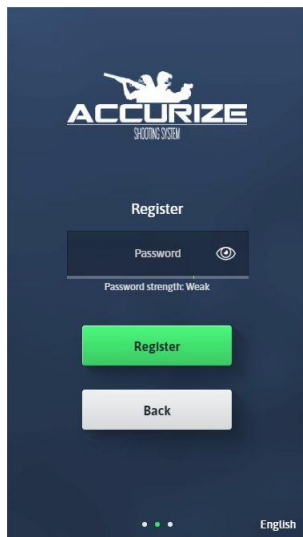 ACCURIZE
SHOOTING SYSTEM
Register
Password
Password strength: Weak
Register
Back
English